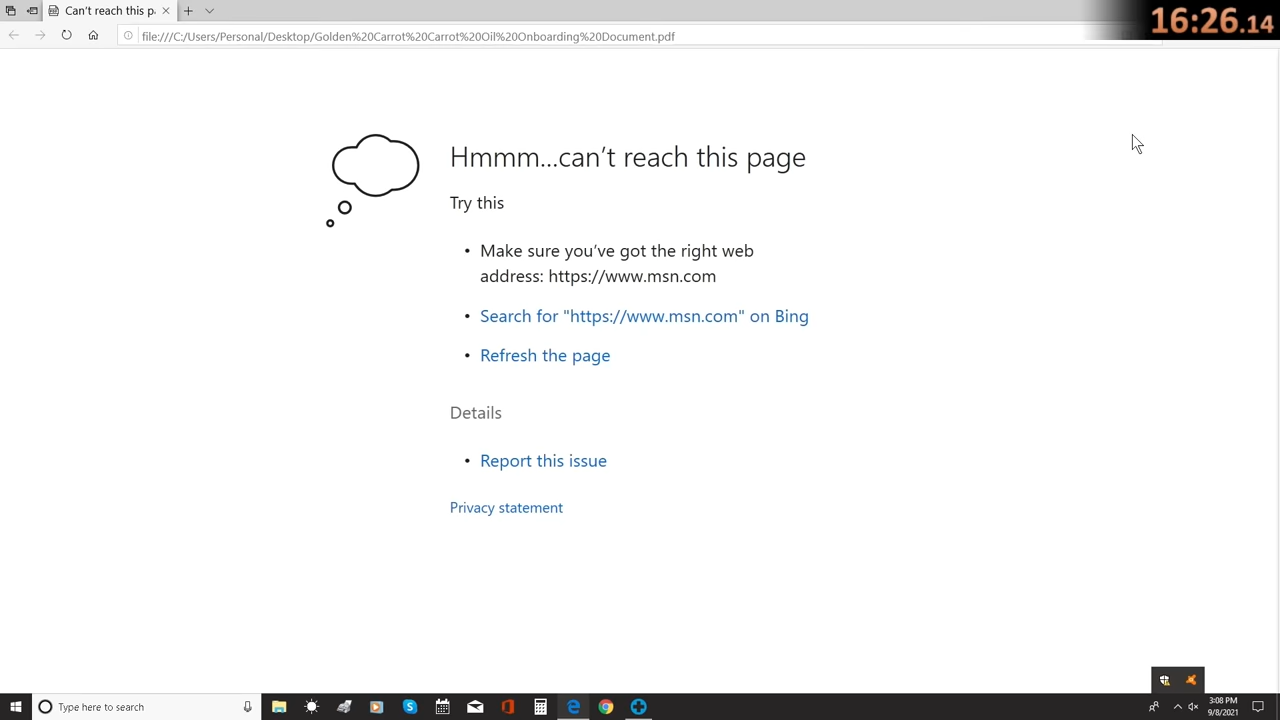 Can't reach this pa
16:26.14
file:///C:/Users/Personal/Desktop/Golden%20Carrot%20Carrot%20Oil%20Onboarding%20Document.pdf
Hmmm...can't reach this page
Try this
• Make sure you've got the right web
address: https://www.msn.com
• Search for "https://www.msn.com" on Bing
• Refresh the page
Details
• Report this issue
Privacy statement
Type here to search
3:08 PM
9/8/2021